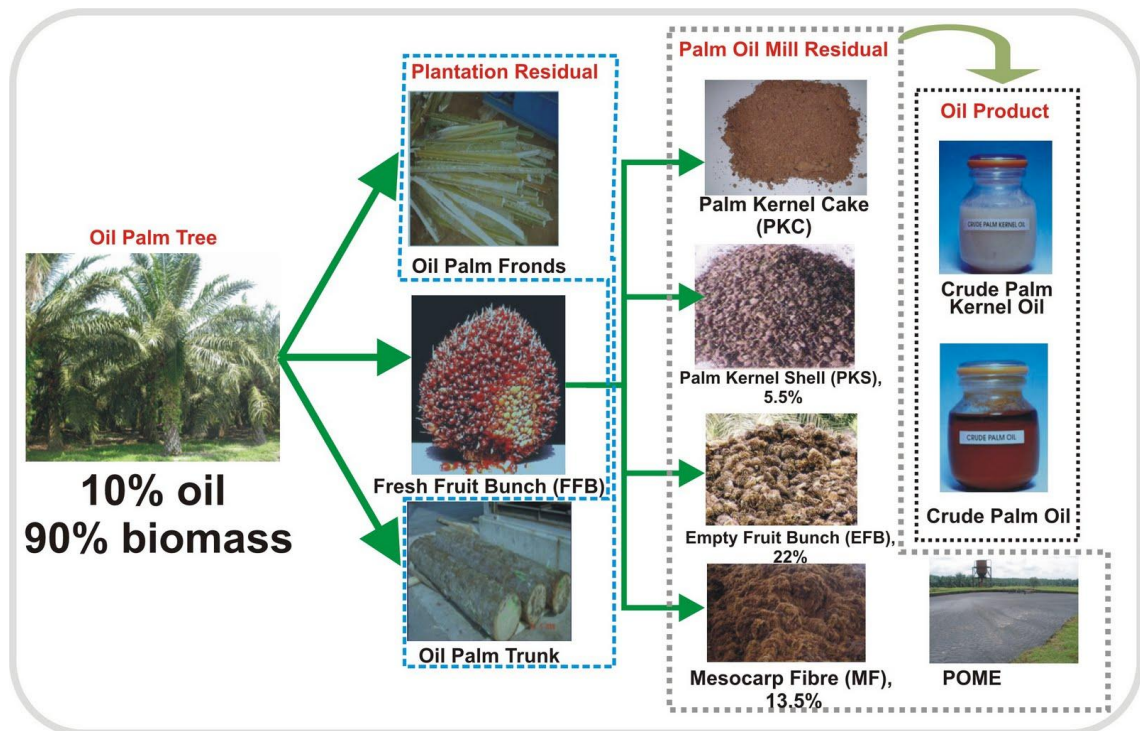 Oil Palm Tree
10% oil
90% biomass
Plantation Residual
Oil Palm Fronds
Fresh Fruit Bunch (FFB)
Oil Palm Trunk
Palm Oil Mill Residual
Palm Kernel Cake
(PKC)
Palm Kernel Shell (PKS),
5.5%
Empty Fruit Bunch (EFB),
22%
Mesocarp Fibre (MF),
13.5%
Oil Product
CRUDE PALM KERNEL OIL
Crude Palm
Kernel Oil
CRUDE PALM OIL
Crude Palm Oil
POME